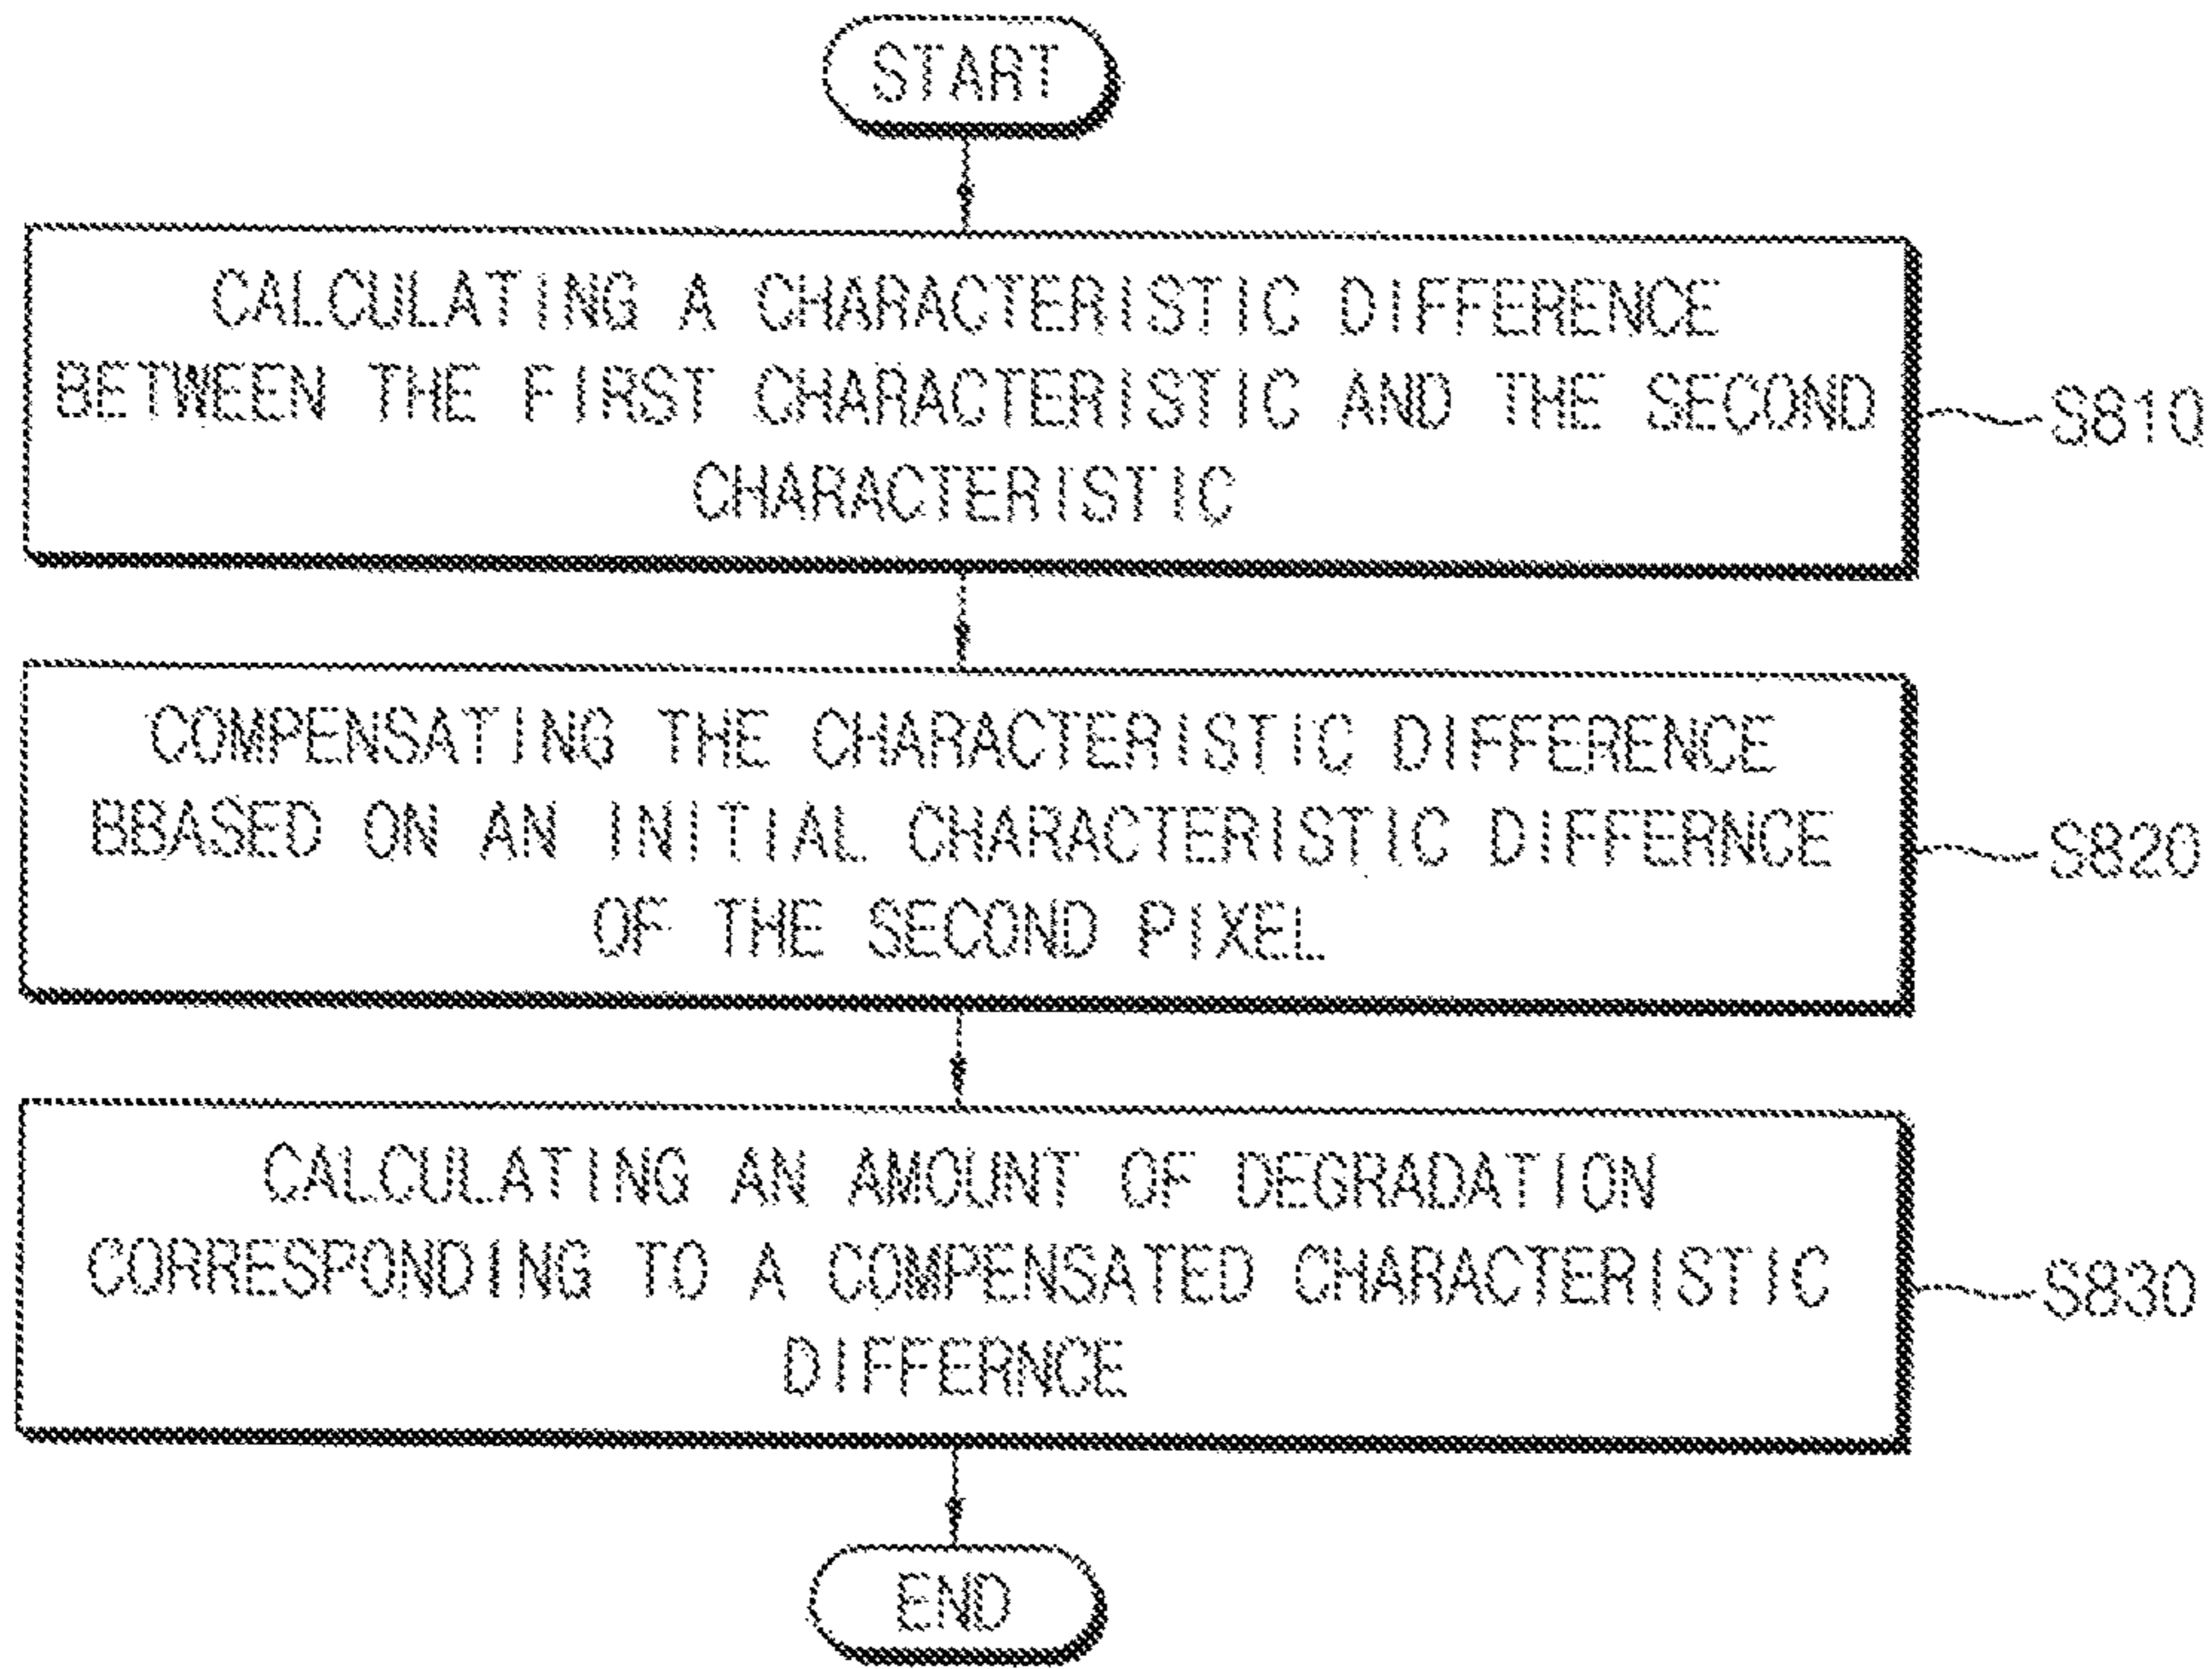 START
CALCULATING A CHARACTERISTIC DIFFERENCE
BETWEEN THE FIRST CHARACTERISTIC AND THE SECOND
CHARACTERISTIC
S810
COMPENSATING THE CHARACTERISTIC DIFFERENCE
BBASED ON AN INITIAL CHARACTERISTIC DIFFERNCE
OF THE SECOND PIXEL
S820
CALCULATING AN AMOUNT OF DEGRADATION
CORRESPONDING TO A COMPENSATED CHARACTERISTIC
DIFFERNCE
S830
END